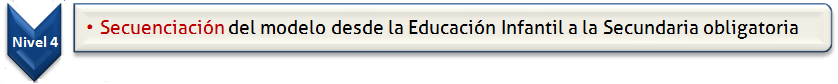 Nivel 4
• Secuenciación del modelo desde la Educación Infantil a la Secundaria obligatoria